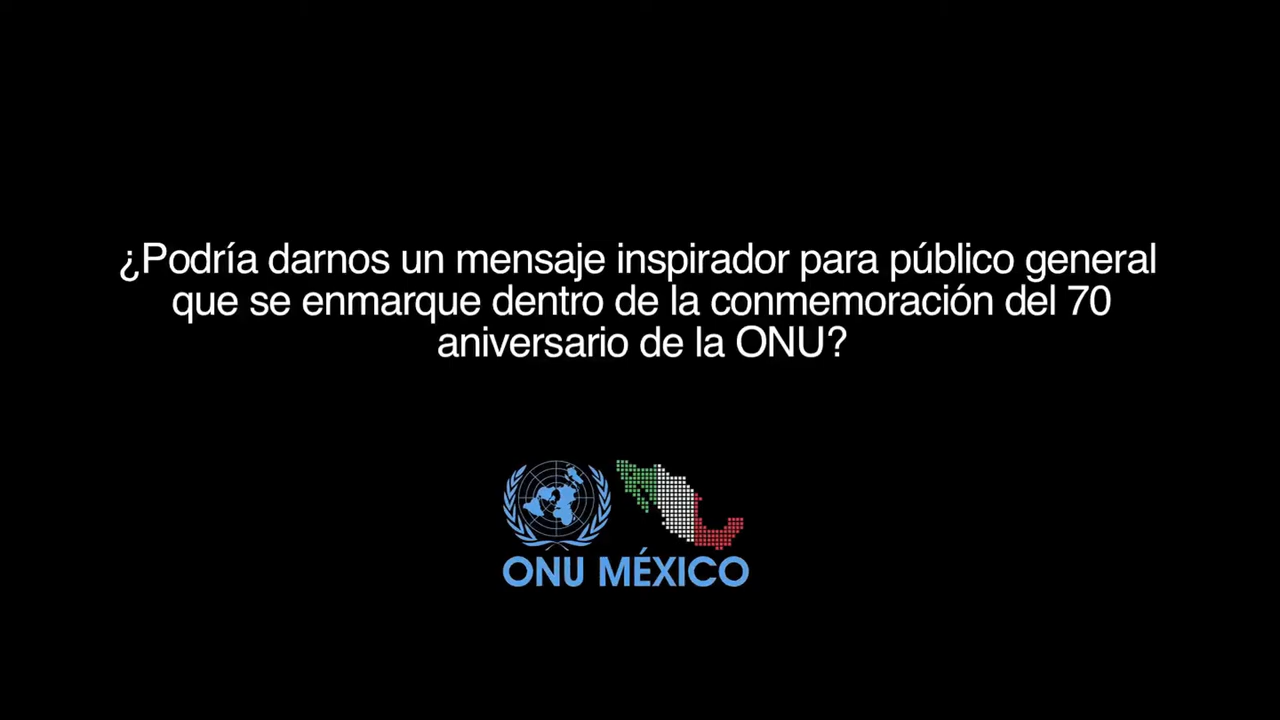 ¿Podría darnos un mensaje inspirador para público general
que se enmarque dentro de la conmemoración del 70
aniversario de la ONU?
ONU MÉXICO